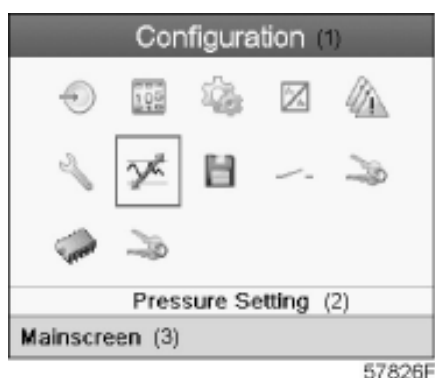 Configuration (1)
Pressure Setting (2)
Mainscreen (3)
57826F